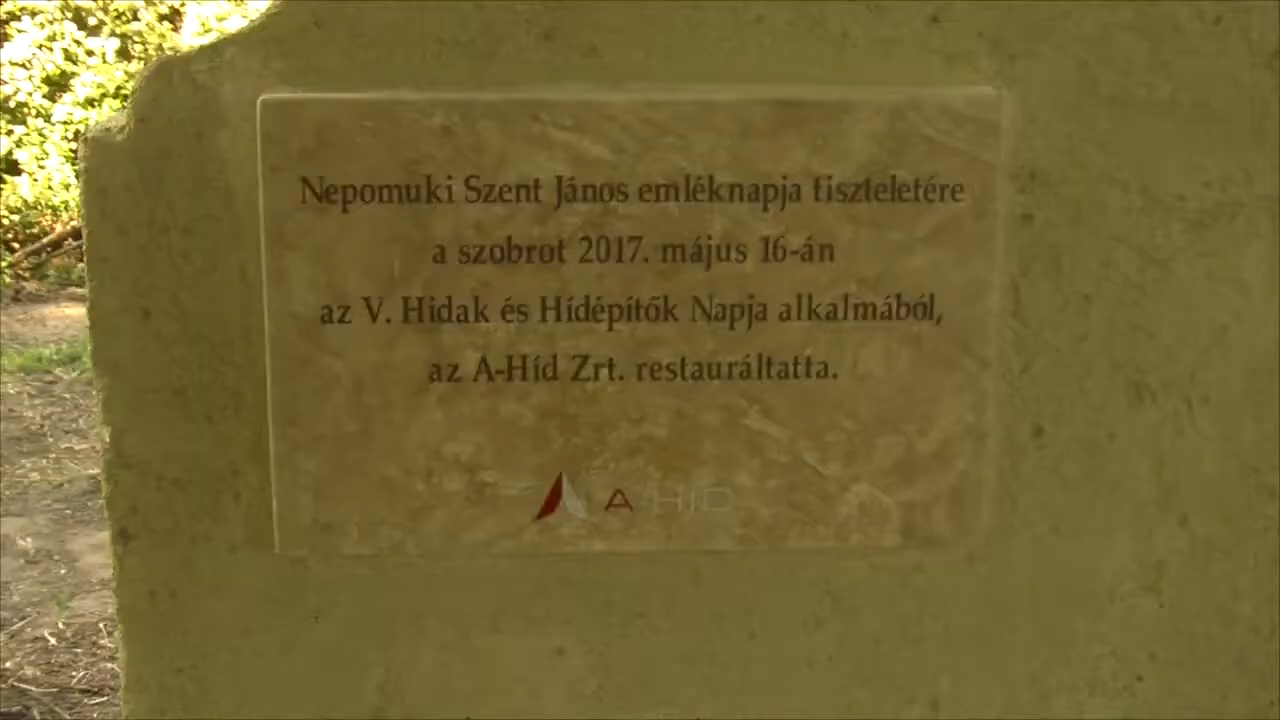 Nepomuki Szent János emléknapja tiszteletére
a szobrot 2017. május 16-án
az V. Hidak és Hídépítők Napja alkalmából,
az A-Híd Zrt. restauráltatta.
A-HÍD